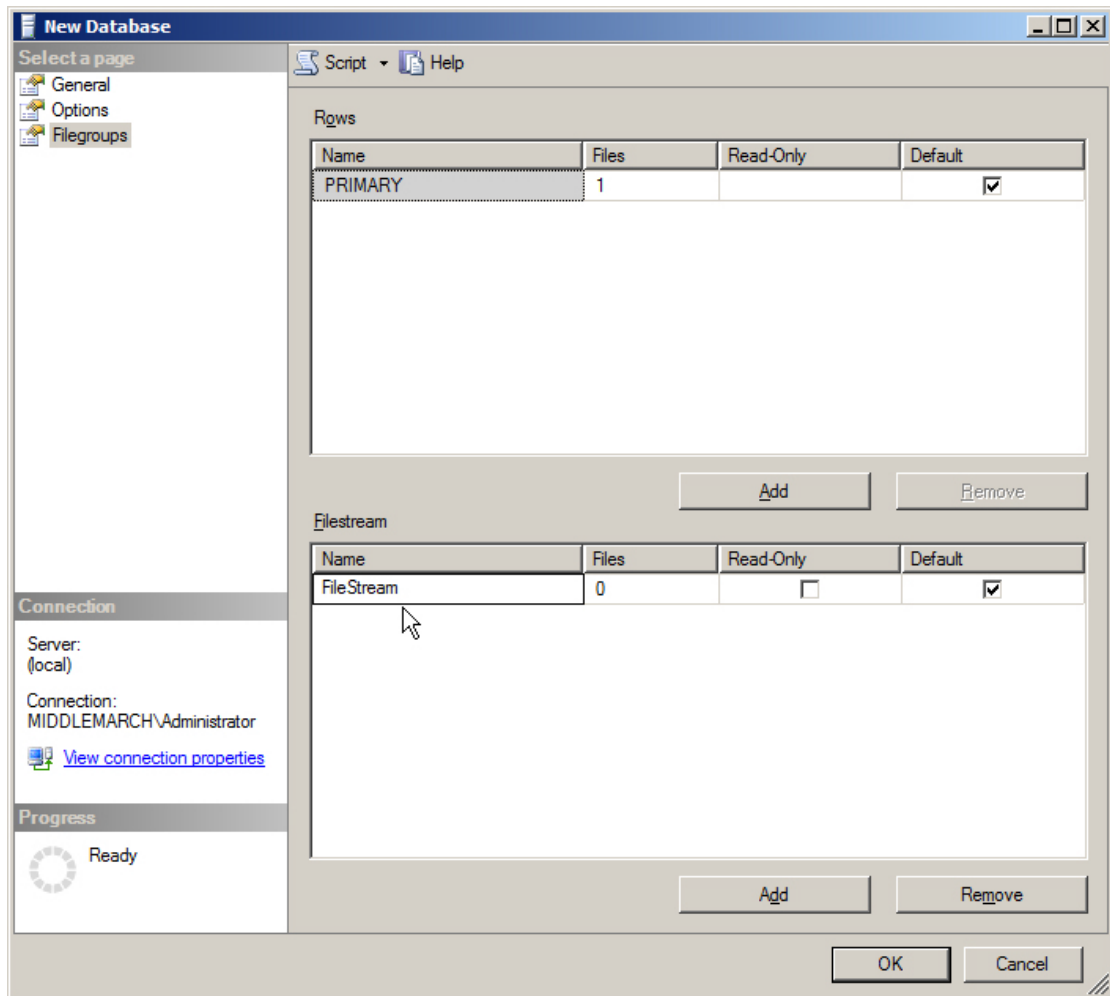 New Database
Select a page
General
Options
Filegroups
Script Help
Rows
Name Files Read-Only Default
PRIMARY 1
Add Remove
Filestream
Name Files Read-Only Default
FileStream 0
Add Remove
Connection
Server:
(local)
Connection:
MIDDLEMARCH\Administrator
View connection properties
Progress
Ready
OK Cancel